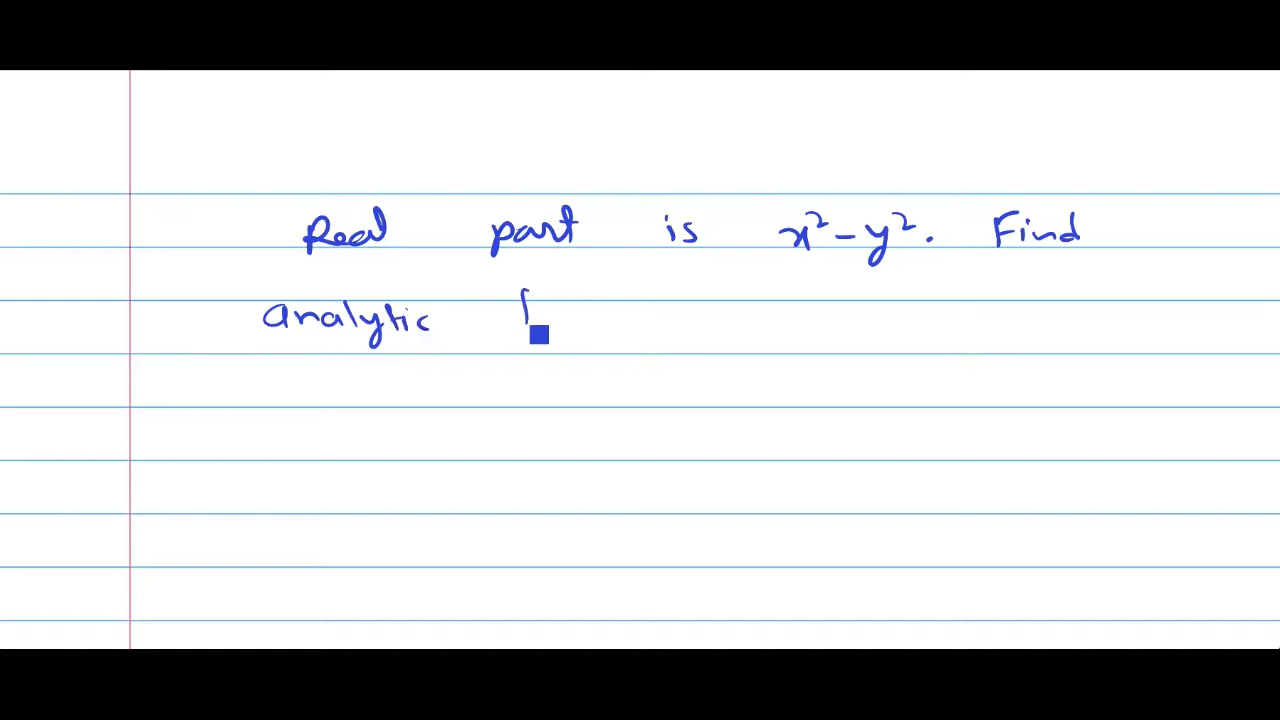 Real part is x² - y². Find
analytic